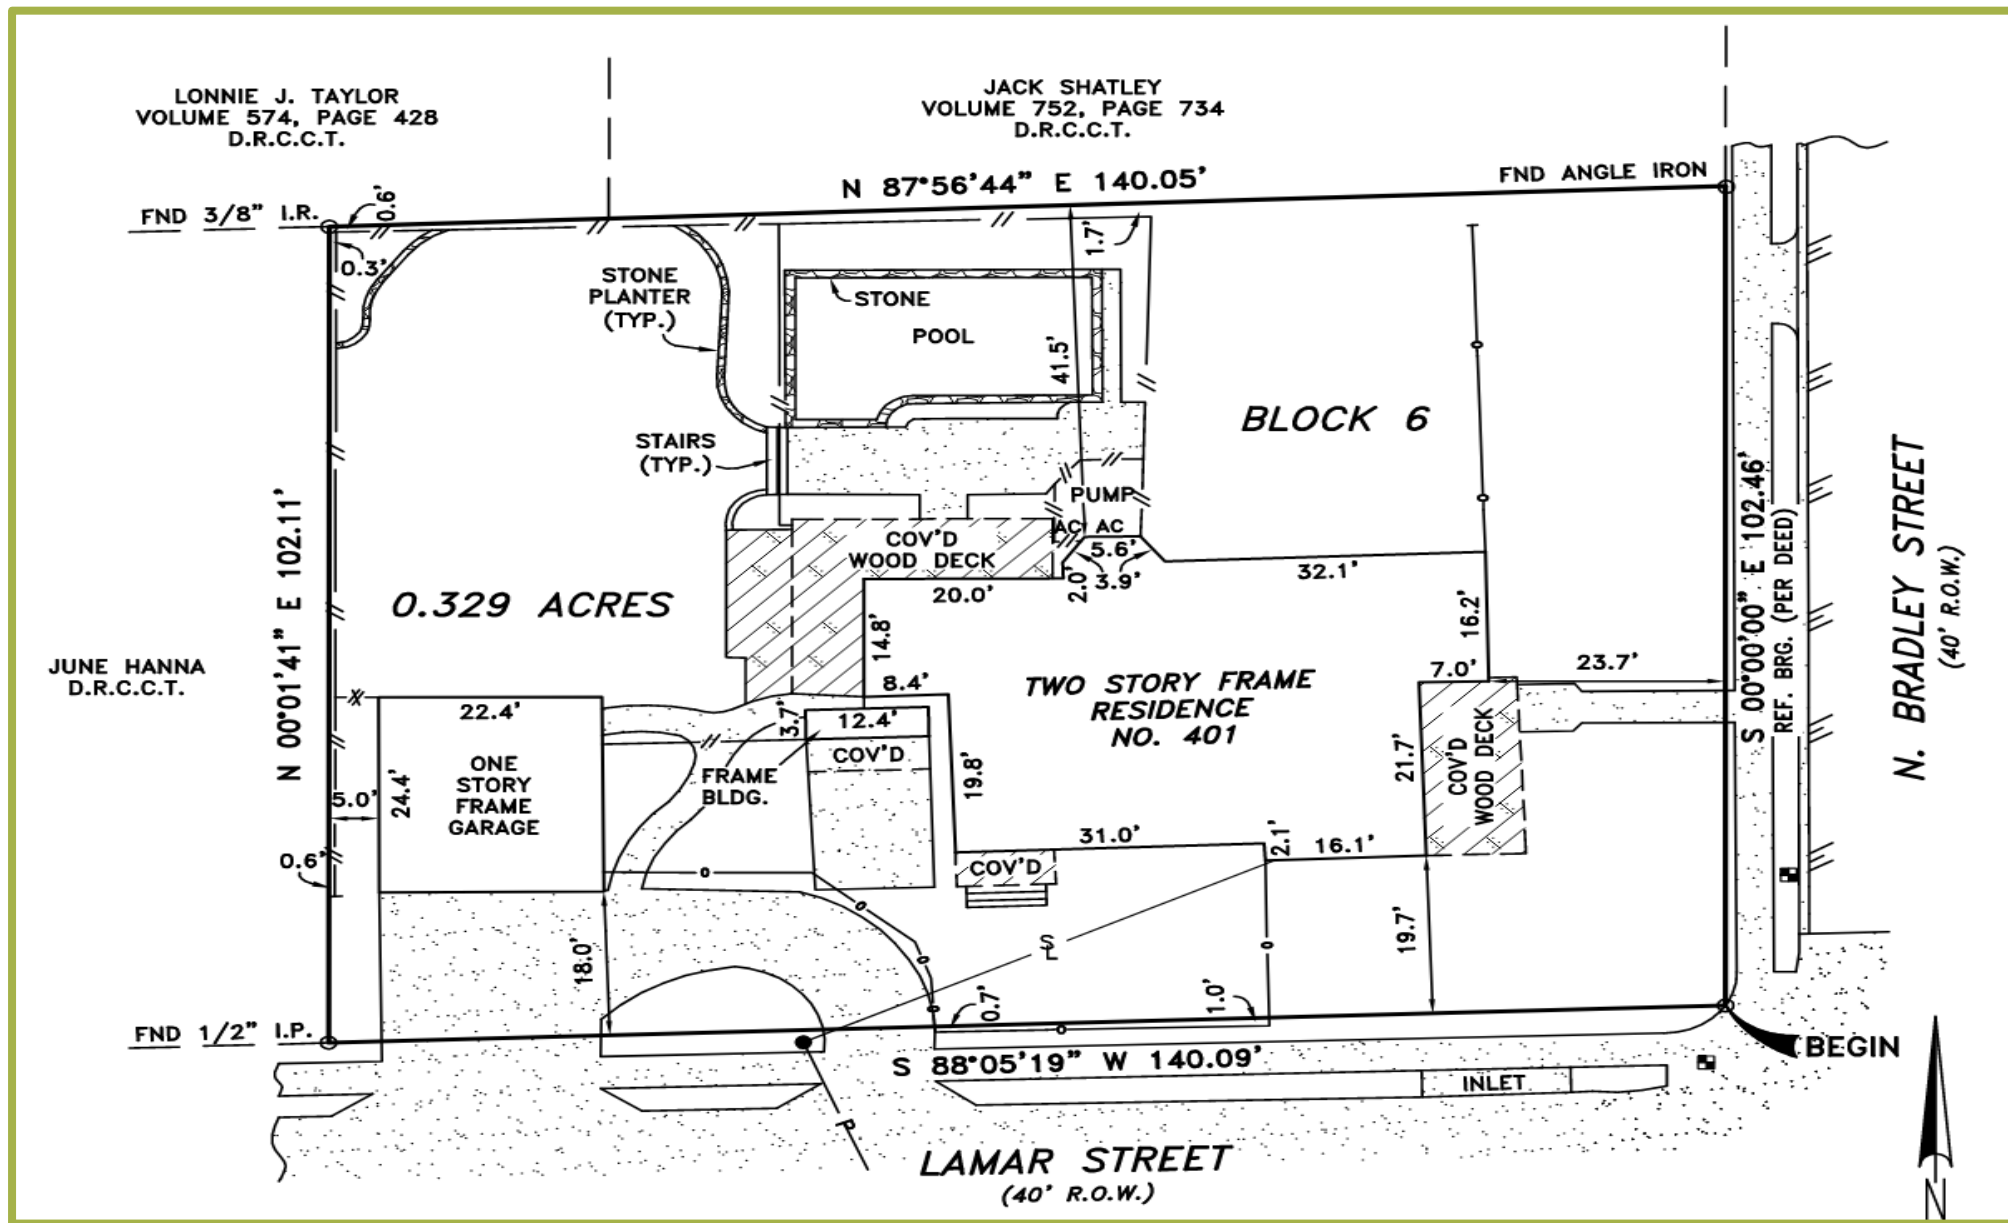 LONNIE J. TAYLOR
VOLUME 574, PAGE 428
D.R.C.C.T.
JACK SHATLEY
VOLUME 752, PAGE 734
D.R.C.C.T.
N 87°56'44" E 140.05'
FND ANGLE IRON
FND 3/8" I.R.
0.6'
0.3'
1.7'
STONE
PLANTER
(TYP.)
STONE
POOL
41.5'
BLOCK 6
STAIRS
(TYP.)
PUMP
AC AC
COV'D
WOOD DECK
5.6'
3.9'
2.0'
20.0'
32.1'
16.2'
14.8'
0.329 ACRES
N 00°01'41" E 102.11'
S 00°00'00" E 102.46'
REF. BRG. (PER DEED)
N. BRADLEY STREET
(40' R.O.W.)
JUNE HANNA
D.R.C.C.T.
8.4'
7.0'
23.7'
TWO STORY FRAME
RESIDENCE
NO. 401
22.4'
3.7'
12.4'
COV'D
FRAME
BLDG.
ONE
STORY
FRAME
GARAGE
24.4'
5.0'
19.8'
21.7'
COV'D
WOOD DECK
0.6'
31.0'
2.1'
16.1'
COV'D
SL
18.0'
19.7'
0.7'
1.0'
FND 1/2" I.P.
S 88°05'19" W 140.09'
BEGIN
INLET
P
LAMAR STREET
(40' R.O.W.)
N